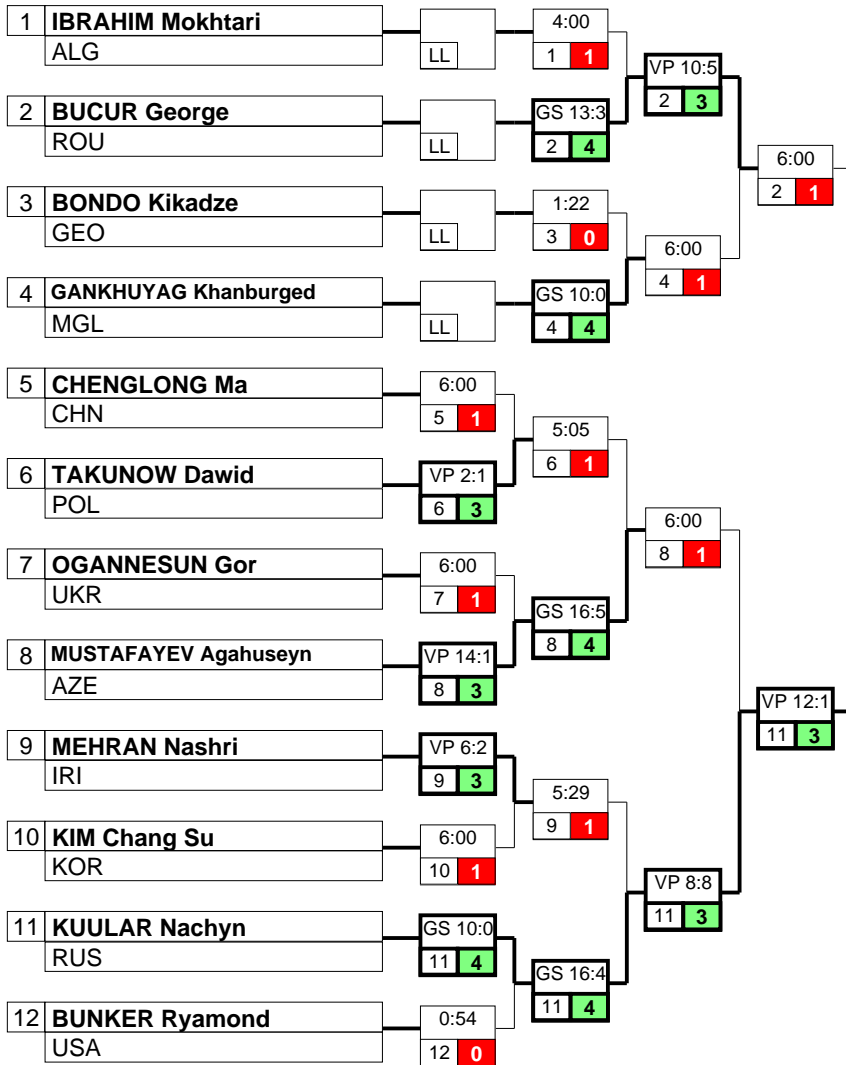 1 IBRAHIM Mokhtari
ALG
LL
4:00
1 1
VP 10:5
2 3
2 BUCUR George
ROU
LL
GS 13:3
2 4
6:00
2 1
3 BONDO Kikadze
GEO
LL
1:22
3 0
6:00
4 1
4 GANKHUYAG Khanburged
MGL
LL
GS 10:0
4 4
5 CHENGLONG Ma
CHN
6:00
5 1
5:05
6 1
6 TAKUNOW Dawid
POL
VP 2:1
6 3
6:00
8 1
7 OGANNESUN Gor
UKR
6:00
7 1
GS 16:5
8 4
8 MUSTAFAYEV Agahuseyn
AZE
VP 14:1
8 3
VP 12:1
11 3
9 MEHRAN Nashri
IRI
VP 6:2
9 3
5:29
9 1
10 KIM Chang Su
KOR
6:00
10 1
VP 8:8
11 3
11 KUULAR Nachyn
RUS
GS 10:0
11 4
GS 16:4
11 4
12 BUNKER Ryamond
USA
0:54
12 0